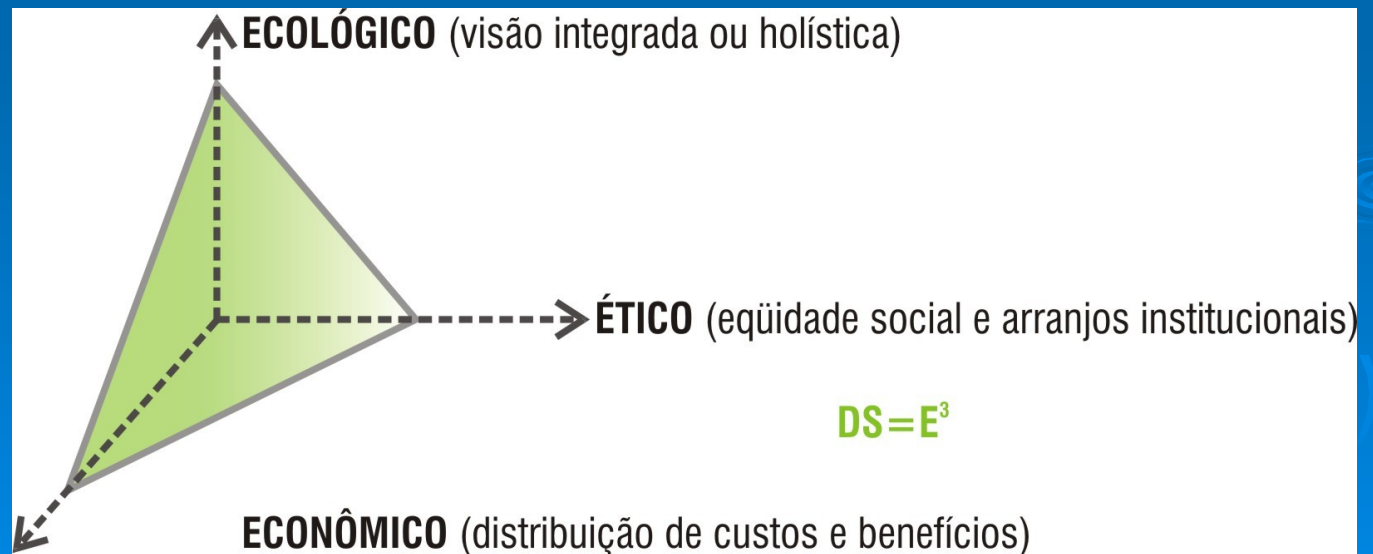 ECOLÓGICO (visão integrada ou holística)
ÉTICO (eqüidade social e arranjos institucionais)
DS=E³
ECONÔMICO (distribuição de custos e benefícios)